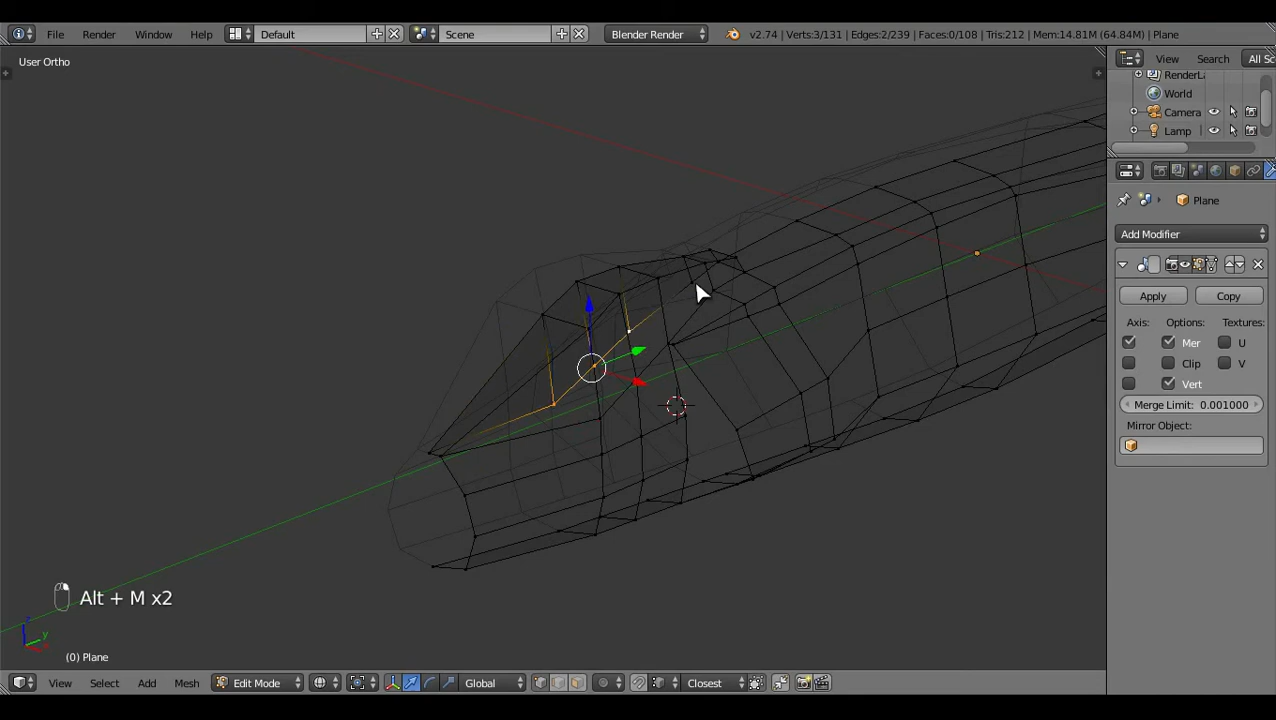 File Render Window Help Default Scene Blender Render v2.74 | Verts:3/131 | Edges:2/239 | Faces:0/108 | Tris:212 | Mem:14.81M (64.84M) | Plane
User Ortho
View Search All Sc
RenderLa
World
Camera
Lamp
Plane
Add Modifier
Apply Copy
Axis: Options: Textures:
Mer U
Clip V
Vert
Merge Limit: 0.001000
Mirror Object:
Alt + M x2
z
y
x
(0) Plane
View Select Add Mesh Edit Mode Global Closest